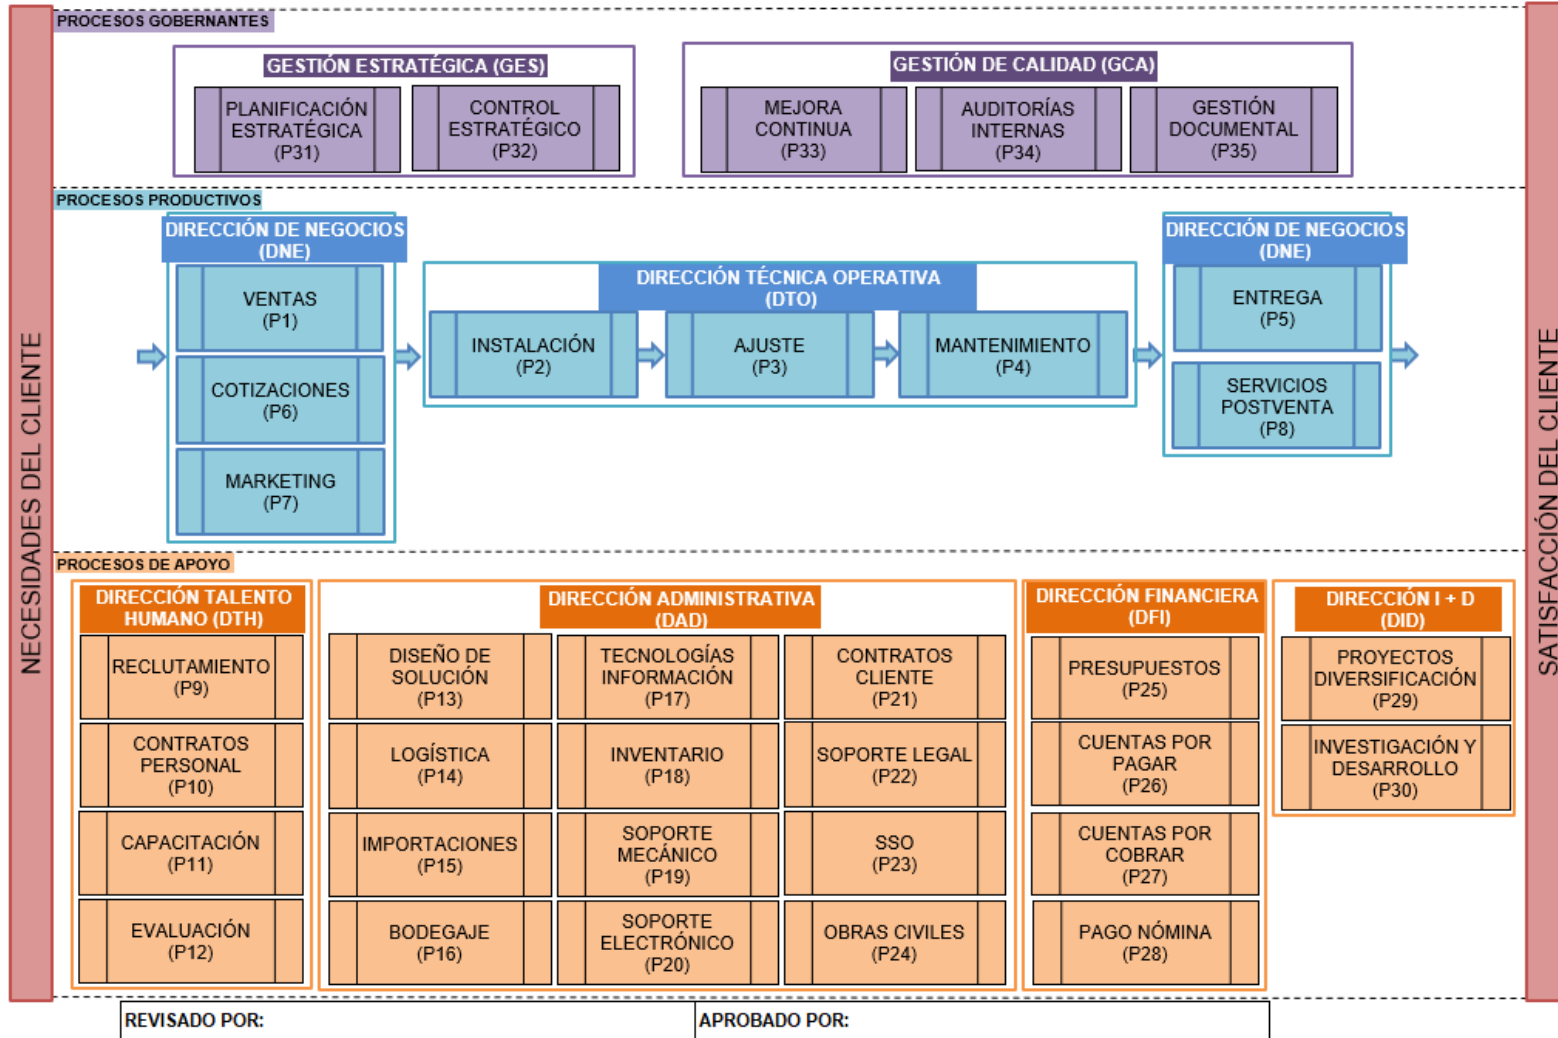 NECESIDADES DEL CLIENTE
PROCESOS GOBERNANTES
GESTIÓN ESTRATÉGICA (GES)
PLANIFICACIÓN
ESTRATÉGICA
(P31)
CONTROL
ESTRATÉGICO
(P32)
GESTIÓN DE CALIDAD (GCA)
MEJORA
CONTINUA
(P33)
AUDITORÍAS
INTERNAS
(P34)
GESTIÓN
DOCUMENTAL
(P35)
PROCESOS PRODUCTIVOS
DIRECCIÓN DE NEGOCIOS
(DNE)
VENTAS
(P1)
COTIZACIONES
(P6)
MARKETING
(P7)
DIRECCIÓN TÉCNICA OPERATIVA
(DTO)
INSTALACIÓN
(P2)
AJUSTE
(P3)
MANTENIMIENTO
(P4)
DIRECCIÓN DE NEGOCIOS
(DNE)
ENTREGA
(P5)
SERVICIOS
POSTVENTA
(P8)
PROCESOS DE APOYO
DIRECCIÓN TALENTO
HUMANO (DTH)
RECLUTAMIENTO
(P9)
CONTRATOS
PERSONAL
(P10)
CAPACITACIÓN
(P11)
EVALUACIÓN
(P12)
DIRECCIÓN ADMINISTRATIVA
(DAD)
DISEÑO DE
SOLUCIÓN
(P13)
LOGÍSTICA
(P14)
IMPORTACIONES
(P15)
BODEGAJE
(P16)
TECNOLOGÍAS
INFORMACIÓN
(P17)
INVENTARIO
(P18)
SOPORTE
MECÁNICO
(P19)
SOPORTE
ELECTRÓNICO
(P20)
CONTRATOS
CLIENTE
(P21)
SOPORTE LEGAL
(P22)
SSO
(P23)
OBRAS CIVILES
(P24)
DIRECCIÓN FINANCIERA
(DFI)
PRESUPUESTOS
(P25)
CUENTAS POR
PAGAR
(P26)
CUENTAS POR
COBRAR
(P27)
PAGO NÓMINA
(P28)
DIRECCIÓN I + D
(DID)
PROYECTOS
DIVERSIFICACIÓN
(P29)
INVESTIGACIÓN Y
DESARROLLO
(P30)
SATISFACCIÓN DEL CLIENTE
REVISADO POR:
APROBADO POR: